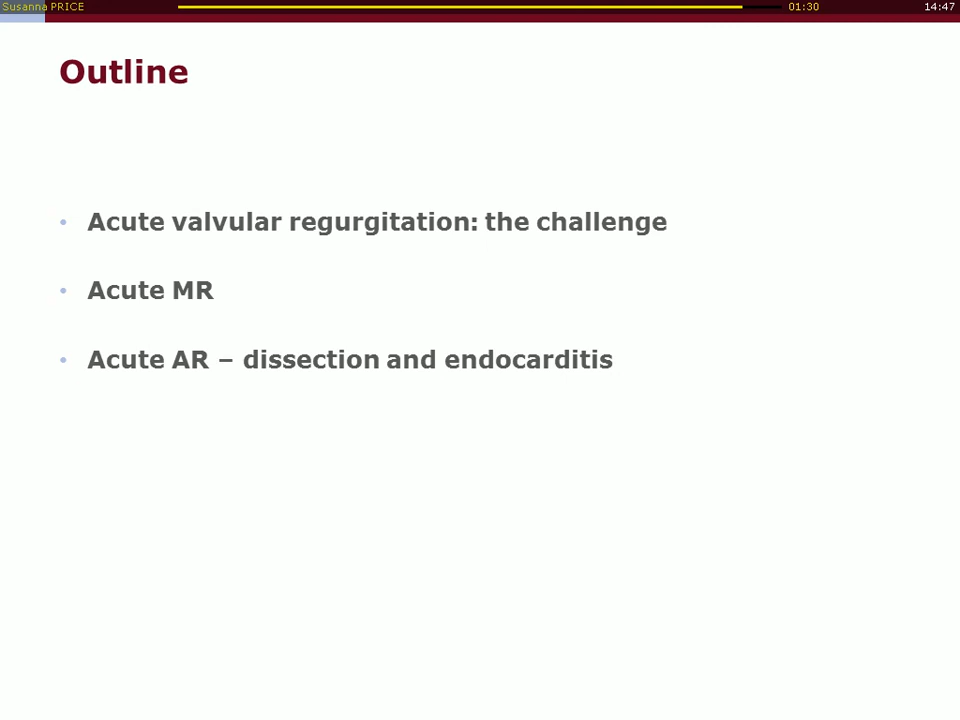 Susanna PRICE 01:30 14:47
Outline
• Acute valvular regurgitation: the challenge
• Acute MR
• Acute AR – dissection and endocarditis